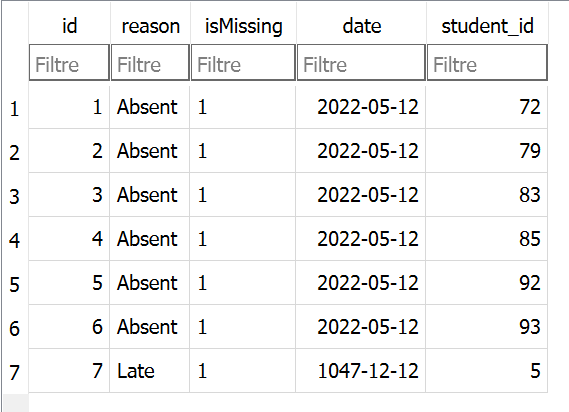 id reason isMissing date student_id
Filtre Filtre Filtre Filtre Filtre
1 1 Absent 1 2022-05-12 72
2 2 Absent 1 2022-05-12 79
3 3 Absent 1 2022-05-12 83
4 4 Absent 1 2022-05-12 85
5 5 Absent 1 2022-05-12 92
6 6 Absent 1 2022-05-12 93
7 7 Late 1 1047-12-12 5